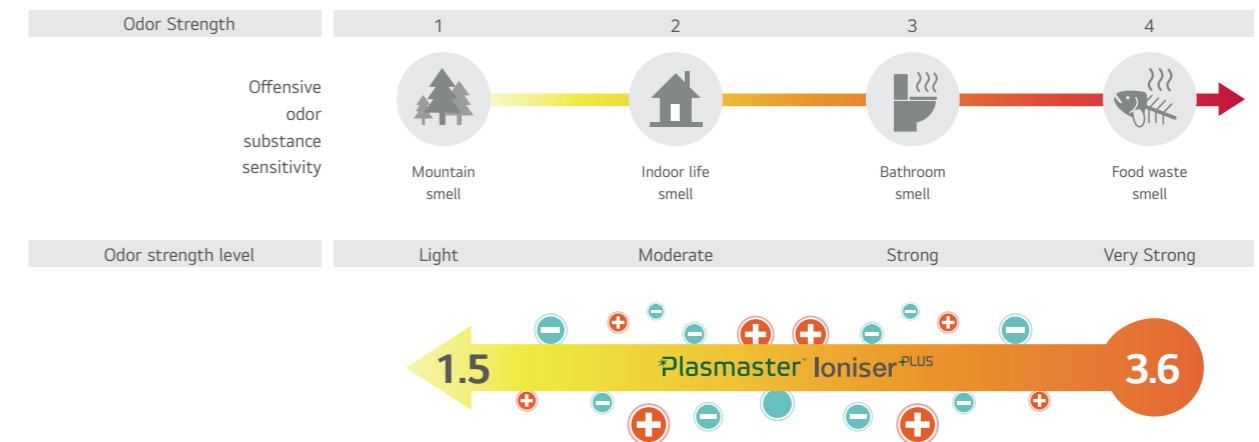 Odor Strength 1 2 3 4
Offensive
odor
substance
sensitivity
Mountain
smell
Indoor life
smell
Bathroom
smell
Food waste
smell
Odor strength level Light Moderate Strong Very Strong
1.5 Plasmaster™ Ioniser+PLUS 3.6